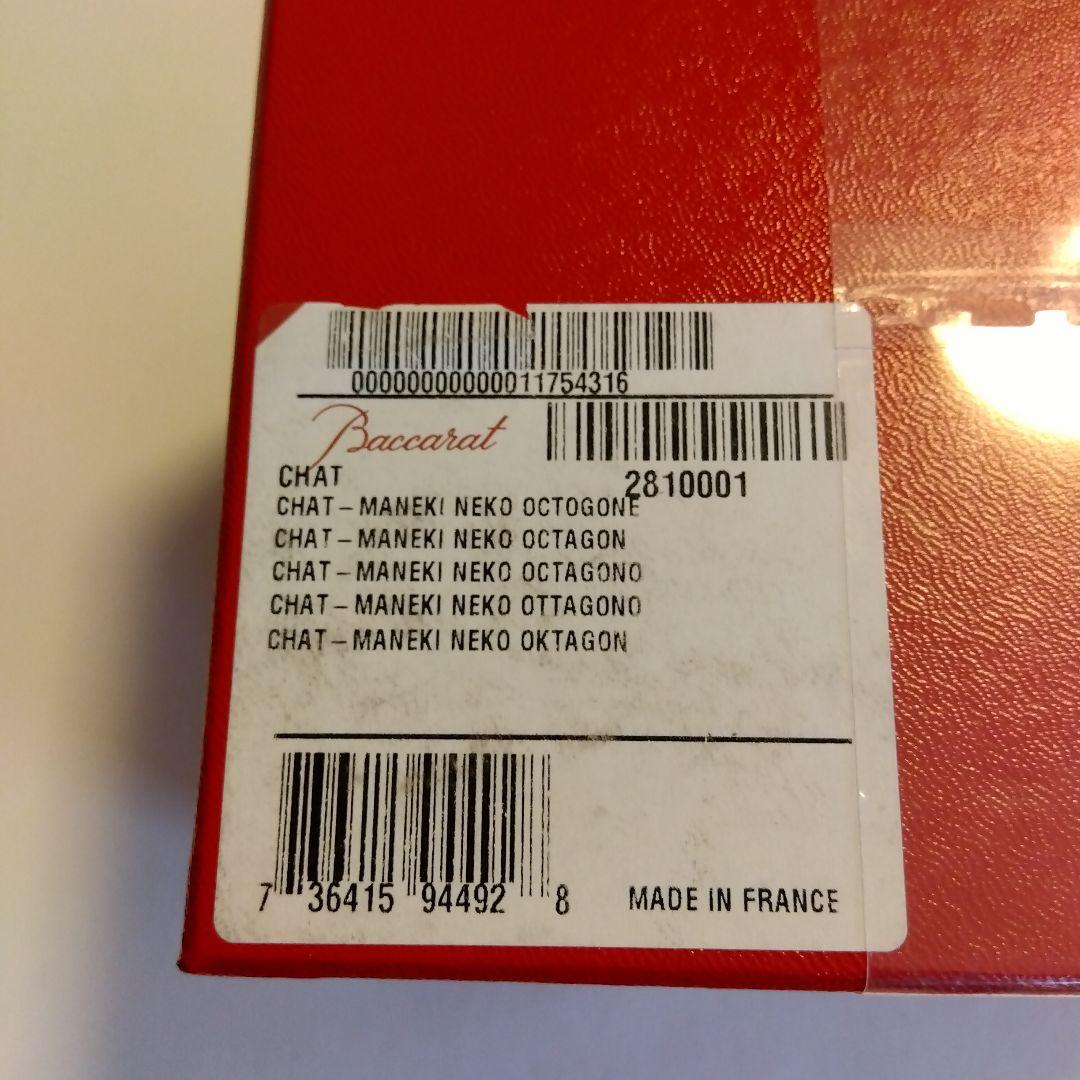 00000000000011754316
Baccarat
2810001
CHAT
CHAT-MANEKI NEKO OCTOGONE
CHAT-MANEKI NEKO OCTAGON
CHAT-MANEKI NEKO OCTAGONO
CHAT-MANEKI NEKO OTTAGONO
CHAT-MANEKI NEKO OKTAGON
7 36415 94492 8
MADE IN FRANCE